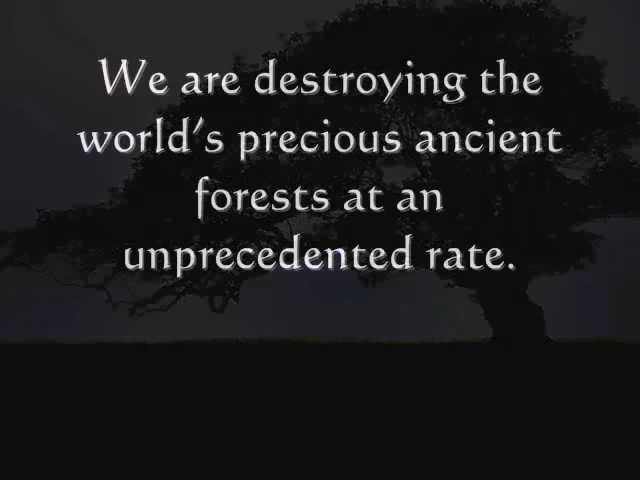 We are destroying the
world's precious ancient
forests at an
unprecedented rate.